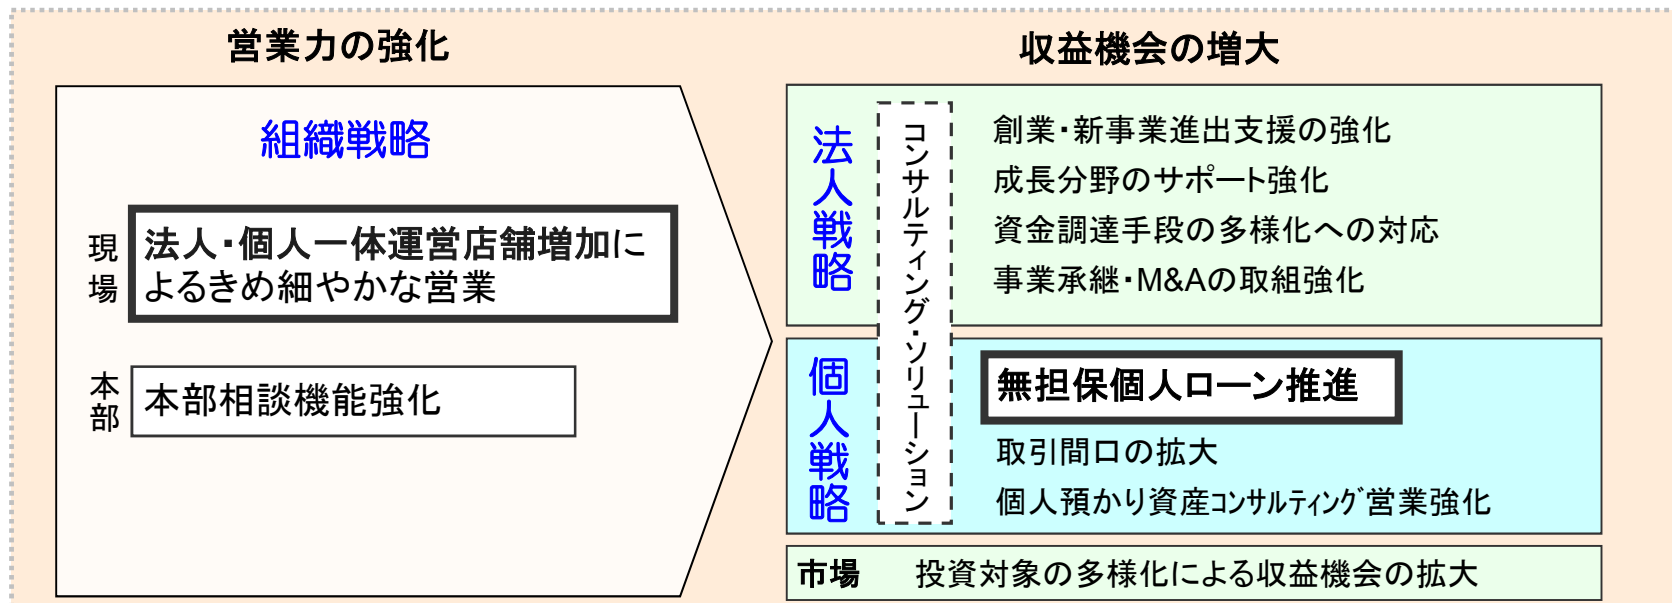 営業力の強化
組織戦略
現場
法人・個人一体運営店舗増加に
よるきめ細やかな営業
本部
本部相談機能強化
収益機会の増大
法人戦略
コンサルティング・ソリューション
創業・新事業進出支援の強化
成長分野のサポート強化
資金調達手段の多様化への対応
事業承継・M&Aの取組強化
個人戦略
無担保個人ローン推進
取引間口の拡大
個人預かり資産ｺﾝｻﾙﾃｨﾝｸﾞ営業強化
市場 投資対象の多様化による収益機会の拡大